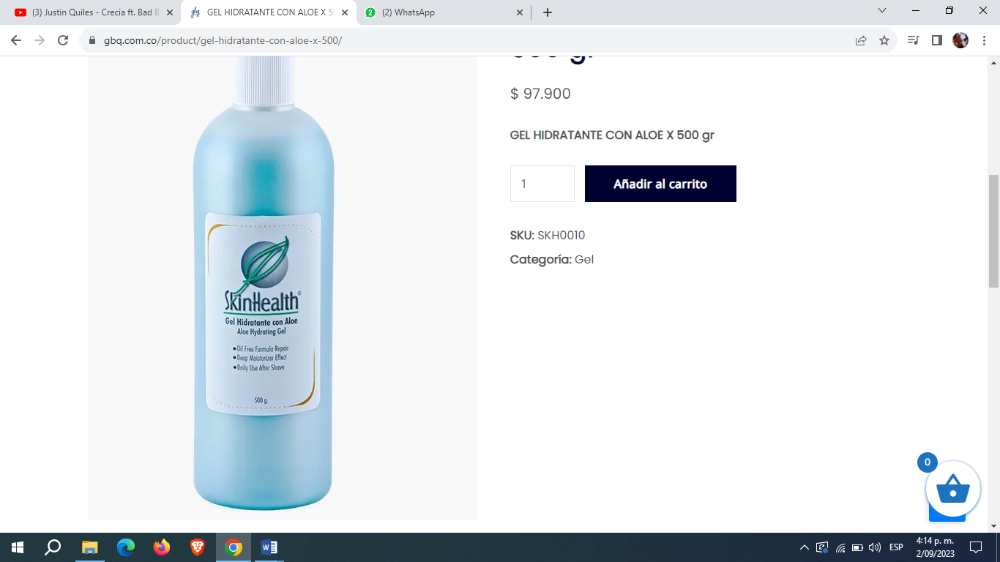 (3) Justin Quiles - Crecia ft. Bad B
GEL HIDRATANTE CON ALOE X 50
(2) WhatsApp
gbq.com.co/product/gel-hidratante-con-aloe-x-500/
$ 97.900
GEL HIDRATANTE CON ALOE X 500 gr
1
Añadir al carrito
SKU: SKH0010
Categoría: Gel
SkinHealth®
Gel Hidratante con Aloe
Aloe Hydrating Gel
•Oil Free Formula Repair
•Deep Moisturizer Effect
•Daily Use After Shave
500 g.
0
ESP
4:14 p. m.
2/09/2023